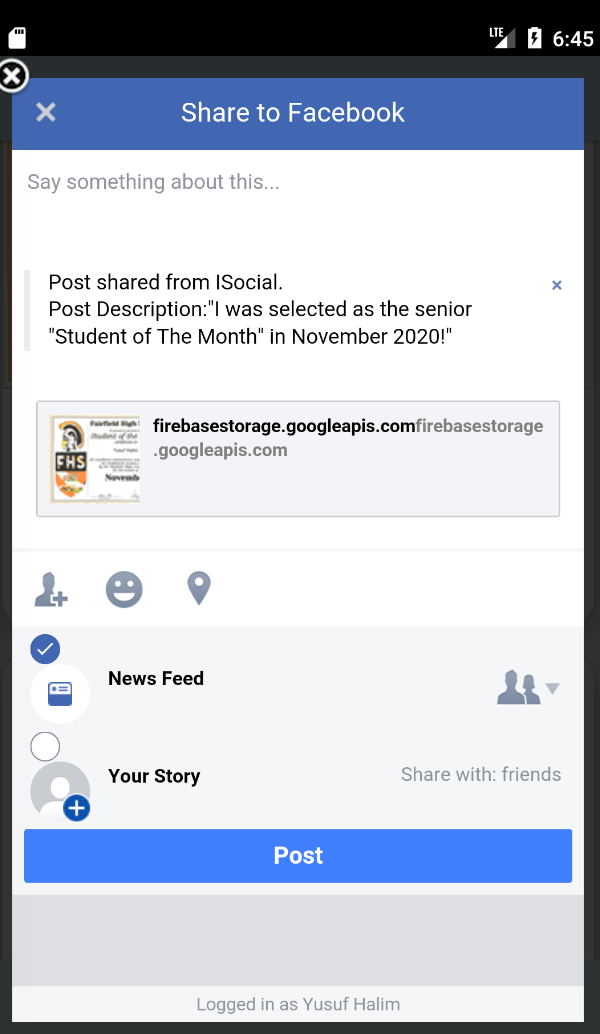 LTE 6:45
Share to Facebook
Say something about this...
Post shared from ISocial.
Post Description:"I was selected as the senior
"Student of The Month" in November 2020!"
Fairfield High
Student of the
FHS
Novemb
firebasestorage.googleapis.comfirebasestorage
.googleapis.com
News Feed
Your Story
Share with: friends
Post
Logged in as Yusuf Halim